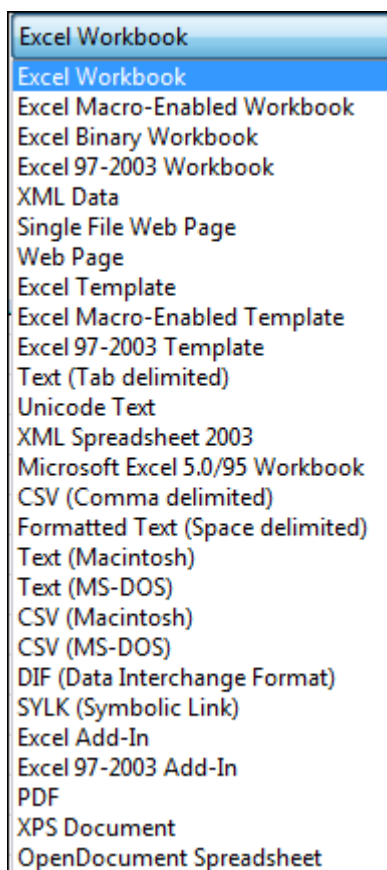 Excel Workbook
Excel Workbook
Excel Macro-Enabled Workbook
Excel Binary Workbook
Excel 97-2003 Workbook
XML Data
Single File Web Page
Web Page
Excel Template
Excel Macro-Enabled Template
Excel 97-2003 Template
Text (Tab delimited)
Unicode Text
XML Spreadsheet 2003
Microsoft Excel 5.0/95 Workbook
CSV (Comma delimited)
Formatted Text (Space delimited)
Text (Macintosh)
Text (MS-DOS)
CSV (Macintosh)
CSV (MS-DOS)
DIF (Data Interchange Format)
SYLK (Symbolic Link)
Excel Add-In
Excel 97-2003 Add-In
PDF
XPS Document
OpenDocument Spreadsheet